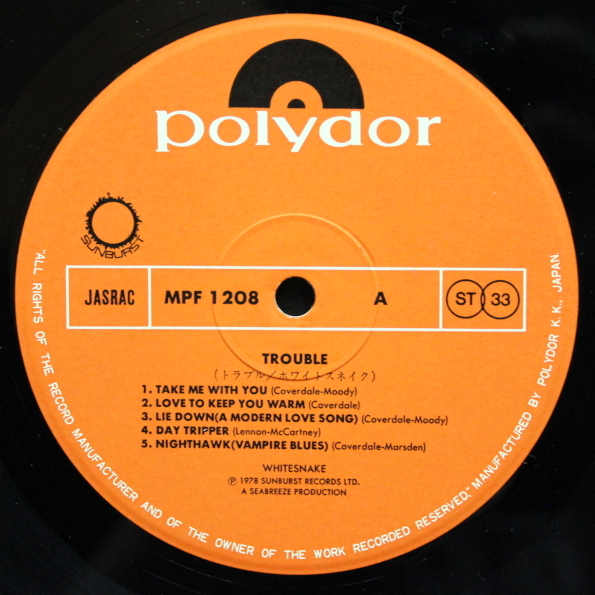 polydor
SUNBURST
JASRAC MPF 1208 A ST 33
TROUBLE
(トラブル/ホワイトスネイク)
1. TAKE ME WITH YOU (Coverdale-Moody)
2. LOVE TO KEEP YOU WARM (Coverdale)
3. LIE DOWN(A MODERN LOVE SONG) (Coverdale-Moody)
4. DAY TRIPPER (Lennon-McCartney)
5. NIGHTHAWK(VAMPIRE BLUES) (Coverdale-Marsden)
WHITESNAKE
Ⓟ 1978 SUNBURST RECORDS LTD.
A SEABREEZE PRODUCTION
"ALL RIGHTS OF THE RECORD MANUFACTURER AND OF THE OWNER OF THE WORK RECORDED RESERVED." MANUFACTURED BY POLYDOR K.K., JAPAN